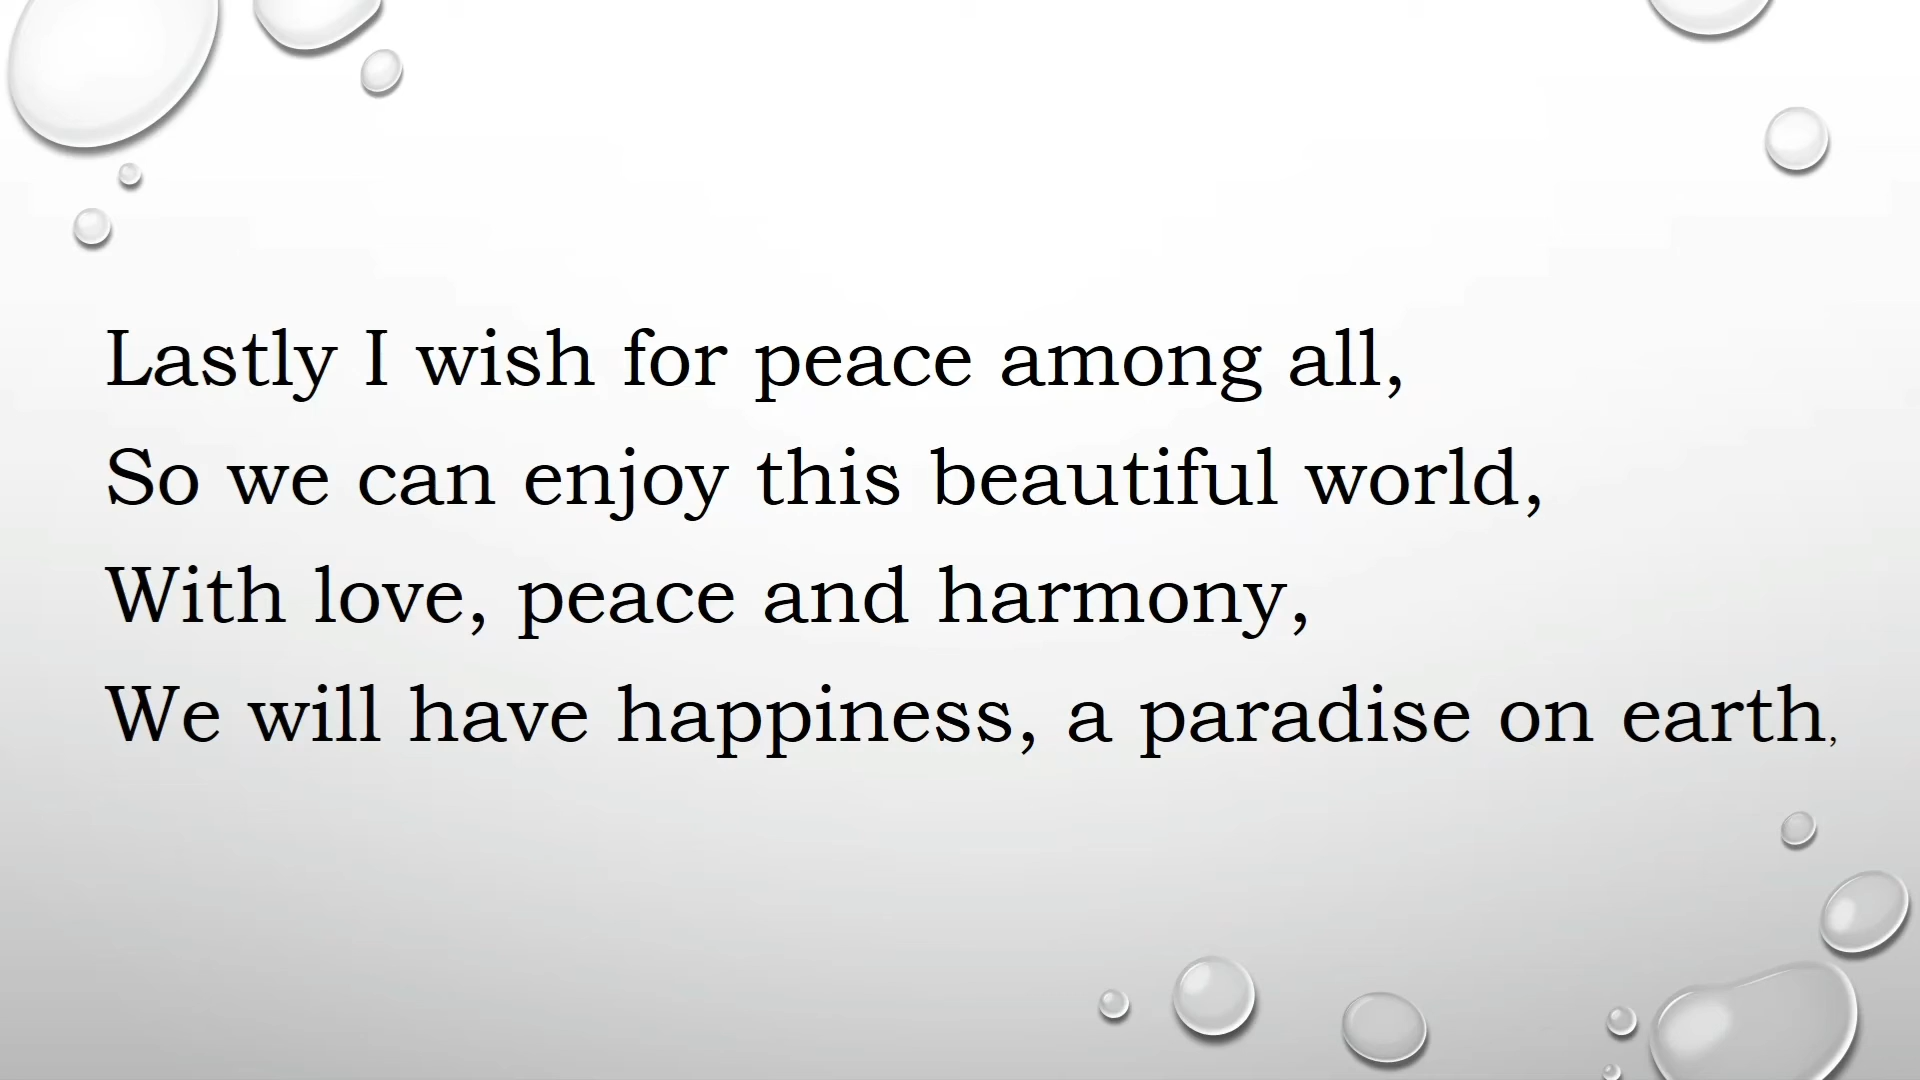 Lastly I wish for peace among all,
So we can enjoy this beautiful world,
With love, peace and harmony,
We will have happiness, a paradise on earth,